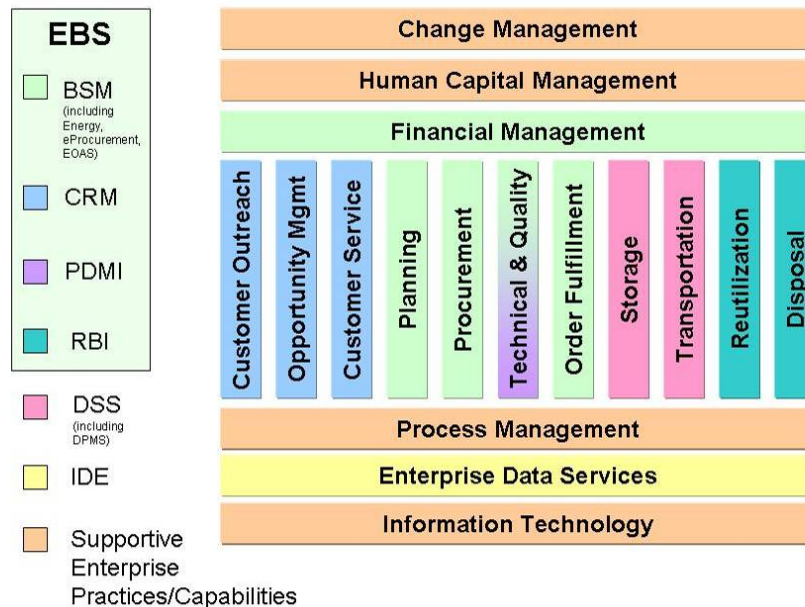 EBS
BSM
(including
Energy,
eProcurement,
EOAS)
CRM
PDMI
RBI
DSS
(including
DPMS)
IDE
Supportive
Enterprise
Practices/Capabilities
Change Management
Human Capital Management
Financial Management
Customer Outreach
Opportunity Mgmt
Customer Service
Planning
Procurement
Technical & Quality
Order Fulfillment
Storage
Transportation
Reutilization
Disposal
Process Management
Enterprise Data Services
Information Technology